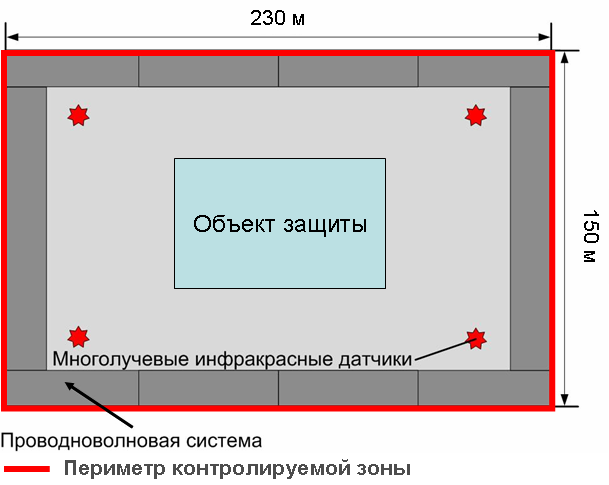 230 м
Объект защиты
150 м
Многолучевые инфракрасные датчики
Проводноволновая система
Периметр контролируемой зоны